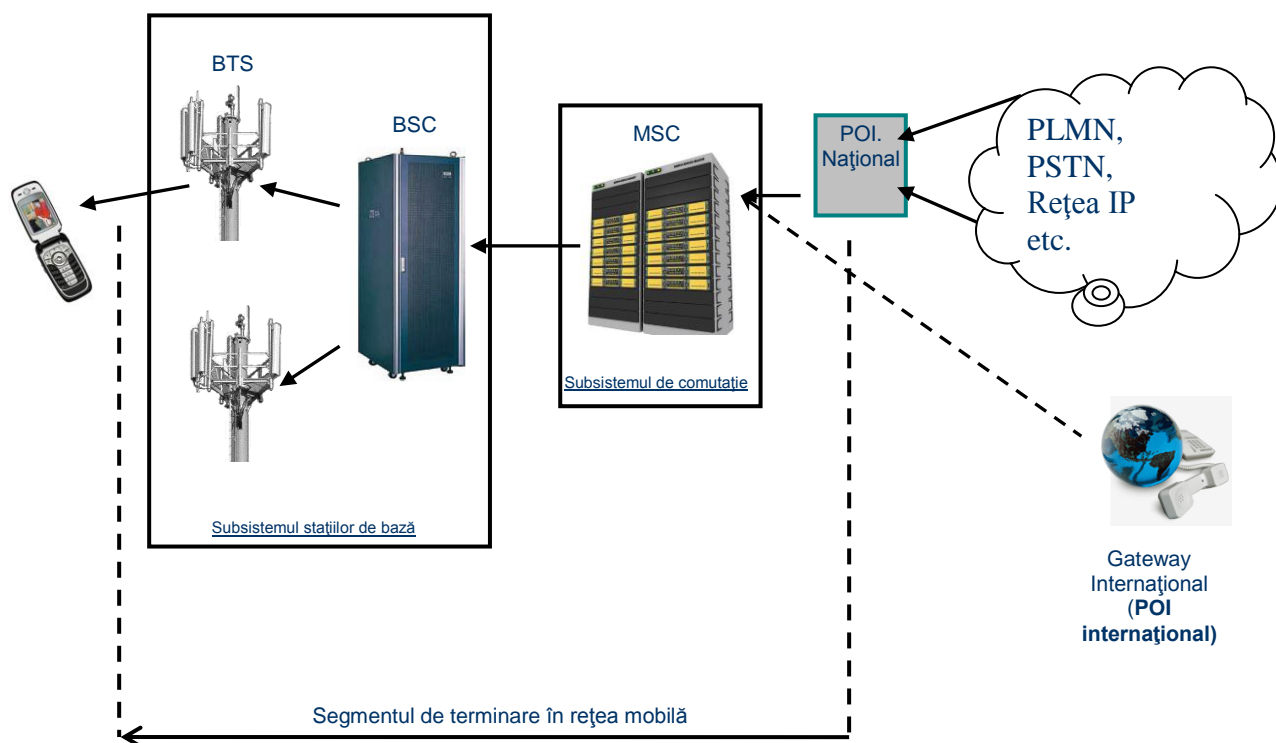 BTS
BSC
MSC
POI.
Naţional
PLMN,
PSTN,
Reţea IP
etc.
Subsistemul de comutaţie
Subsistemul staţiilor de bază
Gateway
Internaţional
(POI
internaţional)
Segmentul de terminare în reţea mobilă